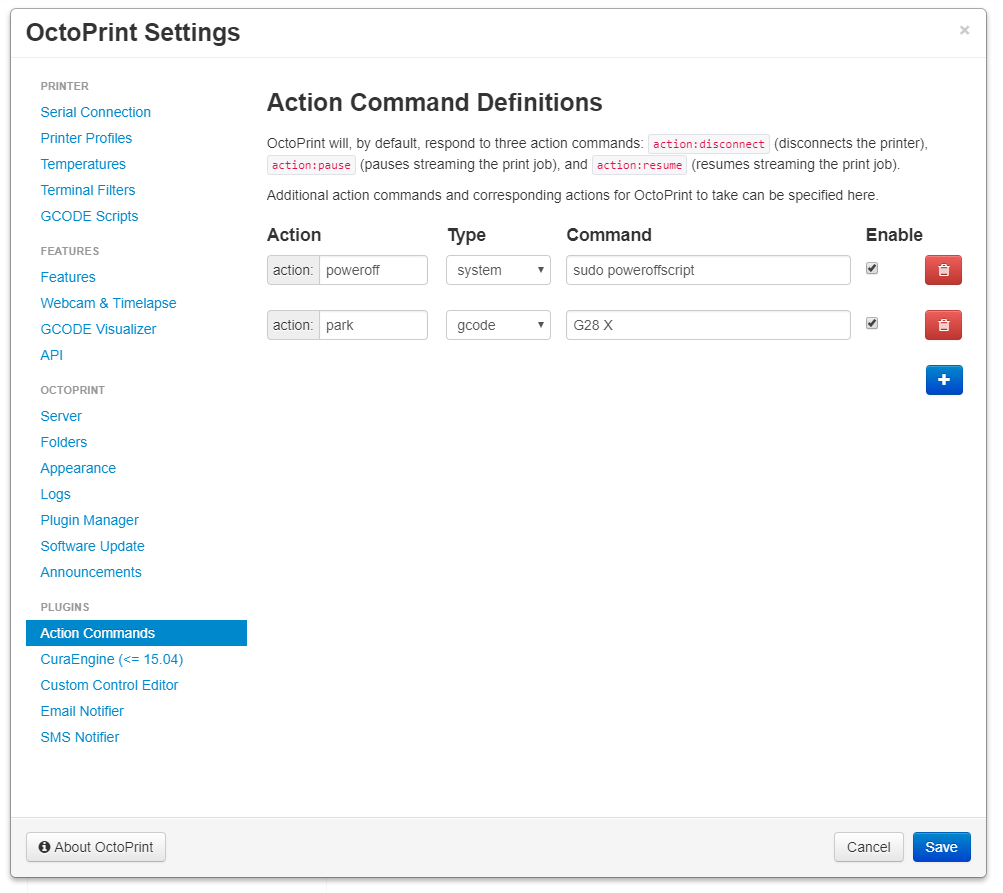 OctoPrint Settings
×
PRINTER
Serial Connection
Printer Profiles
Temperatures
Terminal Filters
GCODE Scripts
FEATURES
Features
Webcam & Timelapse
GCODE Visualizer
API
OCTOPRINT
Server
Folders
Appearance
Logs
Plugin Manager
Software Update
Announcements
PLUGINS
Action Commands
CuraEngine (<= 15.04)
Custom Control Editor
Email Notifier
SMS Notifier
Action Command Definitions
OctoPrint will, by default, respond to three action commands: action:disconnect (disconnects the printer),
action:pause (pauses streaming the print job), and action:resume (resumes streaming the print job).
Additional action commands and corresponding actions for OctoPrint to take can be specified here.
Action Type Command Enable
action: poweroff system sudo poweroffscript
action: park gcode G28 X
About OctoPrint Cancel Save